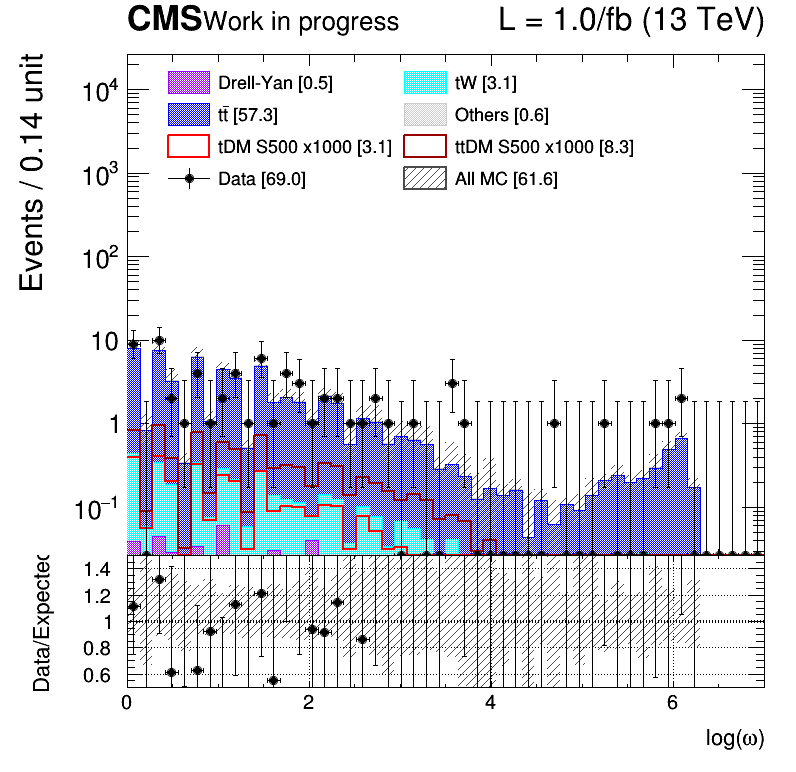 CMS Work in progress L = 1.0/fb (13 TeV)
Events / 0.14 unit
Drell-Yan [0.5] tW [3.1]
tt̄ [57.3] Others [0.6]
tDM S500 x1000 [3.1] ttDM S500 x1000 [8.3]
Data [69.0] All MC [61.6]
10⁴
10³
10²
10
1
10⁻¹
Data/Expected
1.4
1.2
1
0.8
0.6
0 2 4 6
log(ω)